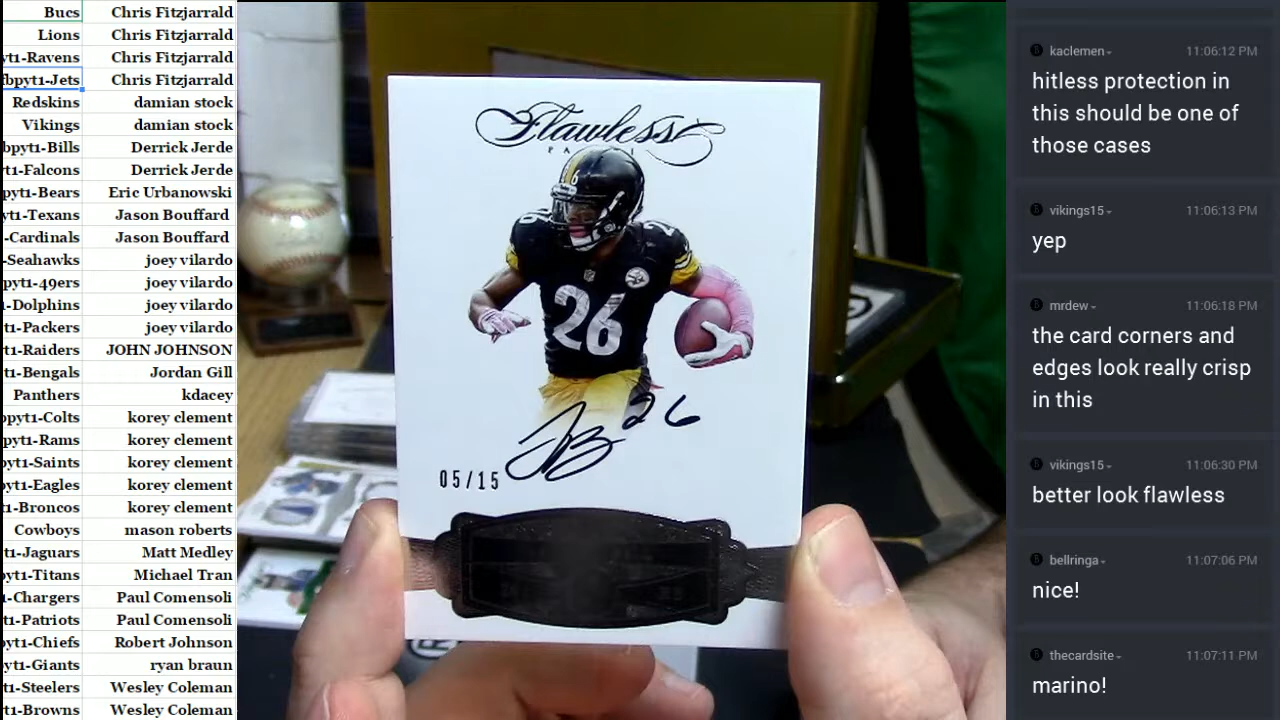 Bucs Chris Fitzjarrald
Lions Chris Fitzjarrald
yt1-Ravens Chris Fitzjarrald
fbpyt1-Jets Chris Fitzjarrald
Redskins damian stock
Vikings damian stock
bpyt1-Bills Derrick Jerde
yt1-Falcons Derrick Jerde
pyt1-Bears Eric Urbanowski
yt1-Texans Jason Bouffard
-Cardinals Jason Bouffard
-Seahawks joey vilardo
pyt1-49ers joey vilardo
-Dolphins joey vilardo
t1-Packers joey vilardo
t1-Raiders JOHN JOHNSON
t1-Bengals Jordan Gill
Panthers kdacey
pyt1-Colts korey clement
pyt1-Rams korey clement
yt1-Saints korey clement
yt1-Eagles korey clement
t1-Broncos korey clement
Cowboys mason roberts
t1-Jaguars Matt Medley
yt1-Titans Michael Tran
1-Chargers Paul Comensoli
t1-Patriots Paul Comensoli
yt1-Chiefs Robert Johnson
yt1-Giants ryan braun
t1-Steelers Wesley Coleman
t1-Browns Wesley Coleman
Flawless
26
26
05/15
kaclemen 11:06:12 PM
hitless protection in
this should be one of
those cases
vikings15 11:06:13 PM
yep
mrdew 11:06:18 PM
the card corners and
edges look really crisp
in this
vikings15 11:06:30 PM
better look flawless
bellringa 11:07:06 PM
nice!
thecardsite 11:07:11 PM
marino!